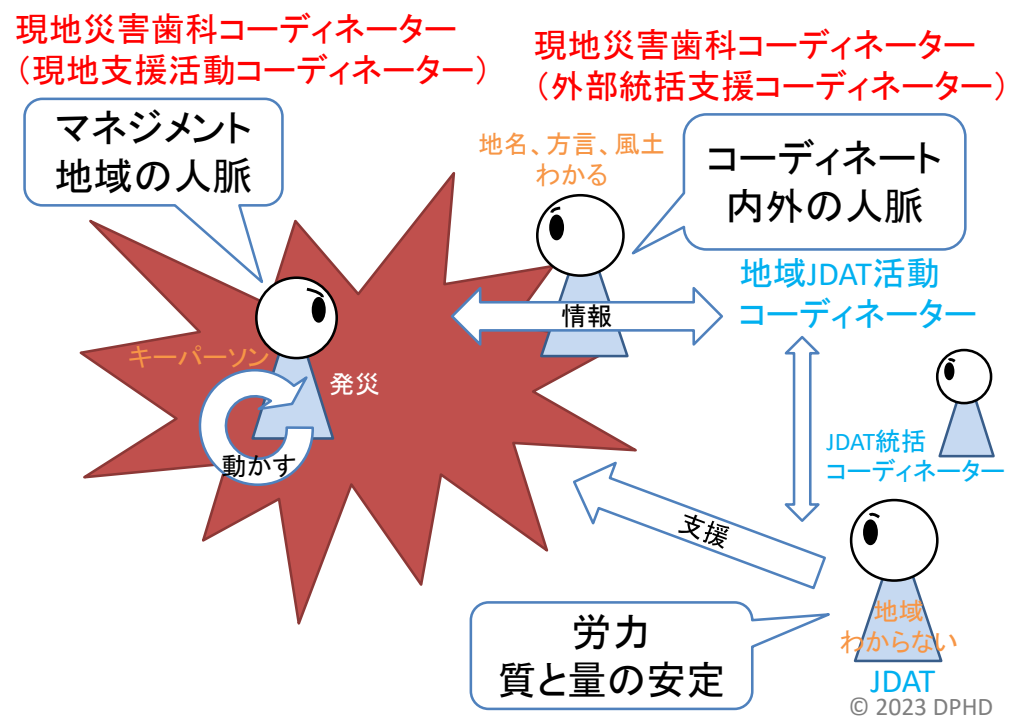 現地災害歯科コーディネーター
（現地支援活動コーディネーター）
現地災害歯科コーディネーター
（外部統括支援コーディネーター）
マネジメント
地域の人脈
地名、方言、風土
わかる
コーディネート
内外の人脈
地域JDAT活動
コーディネーター
情報
キーパーソン
発災
動かす
JDAT統括
コーディネーター
支援
労力
質と量の安定
地域
わからない
JDAT
© 2023 DPHD